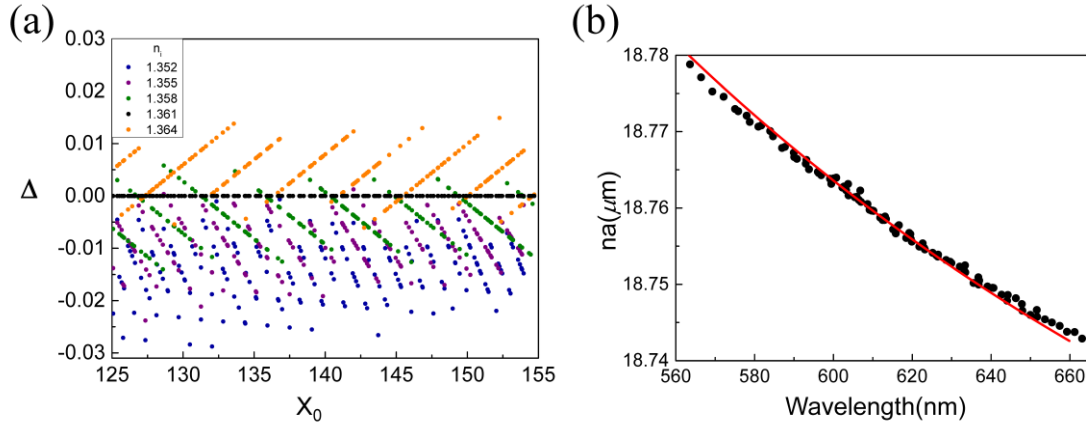 (a)
0.03
0.02
0.01
0.00
-0.01
-0.02
-0.03
Δ
n_i
1.352
1.355
1.358
1.361
1.364
125 130 135 140 145 150 155
X_0
(b)
18.78
18.77
18.76
18.75
18.74
na(μm)
560 580 600 620 640 660
Wavelength(nm)